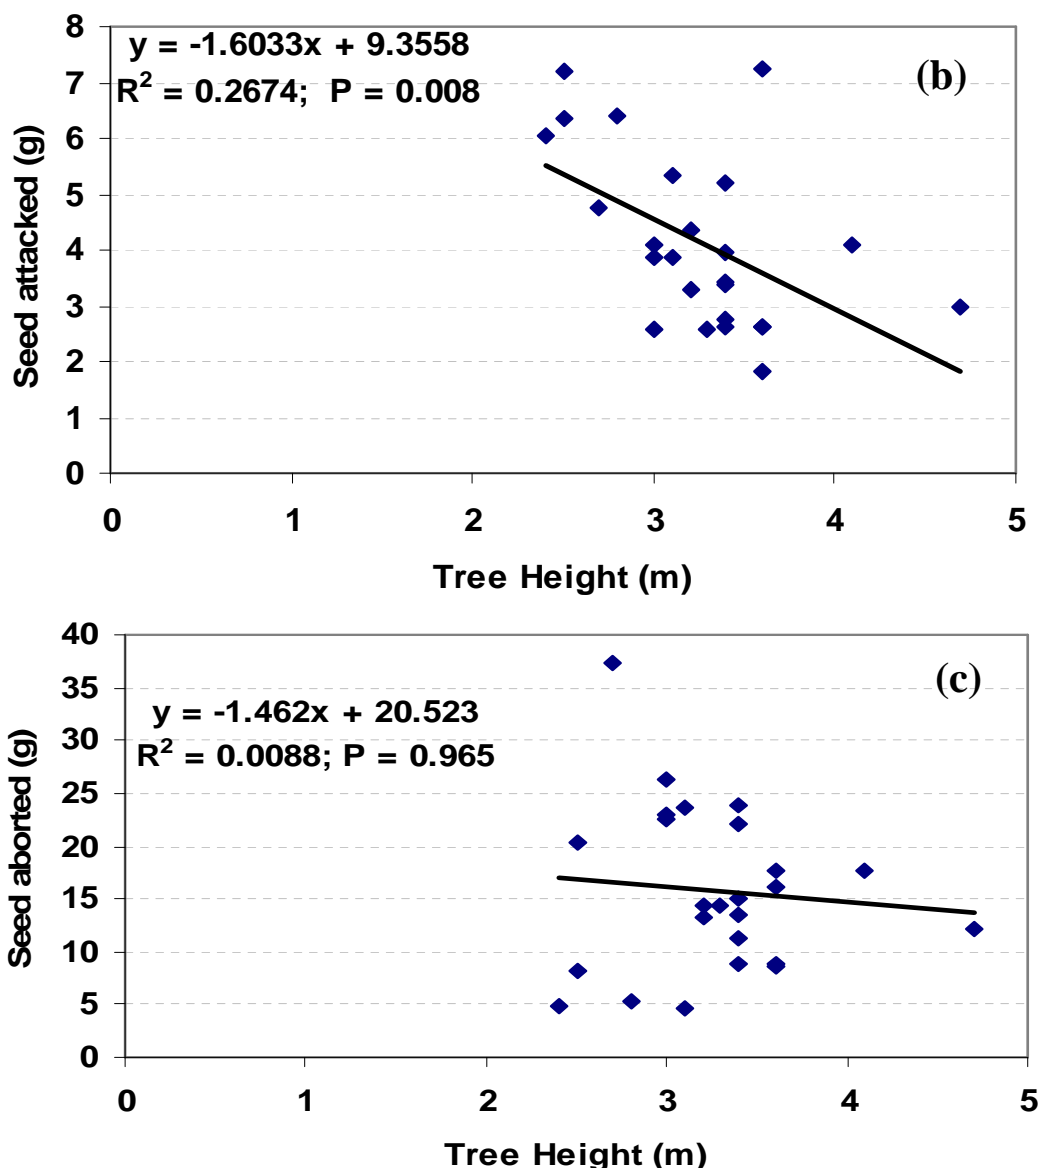 8
y = -1.6033x + 9.3558
(b)
7
R² = 0.2674; P = 0.008
6
5
4
3
2
1
0
Seed attacked (g)
0 1 2 3 4 5
Tree Height (m)
40
(c)
35
y = -1.462x + 20.523
30
R² = 0.0088; P = 0.965
25
20
15
10
5
0
Seed aborted (g)
0 1 2 3 4 5
Tree Height (m)